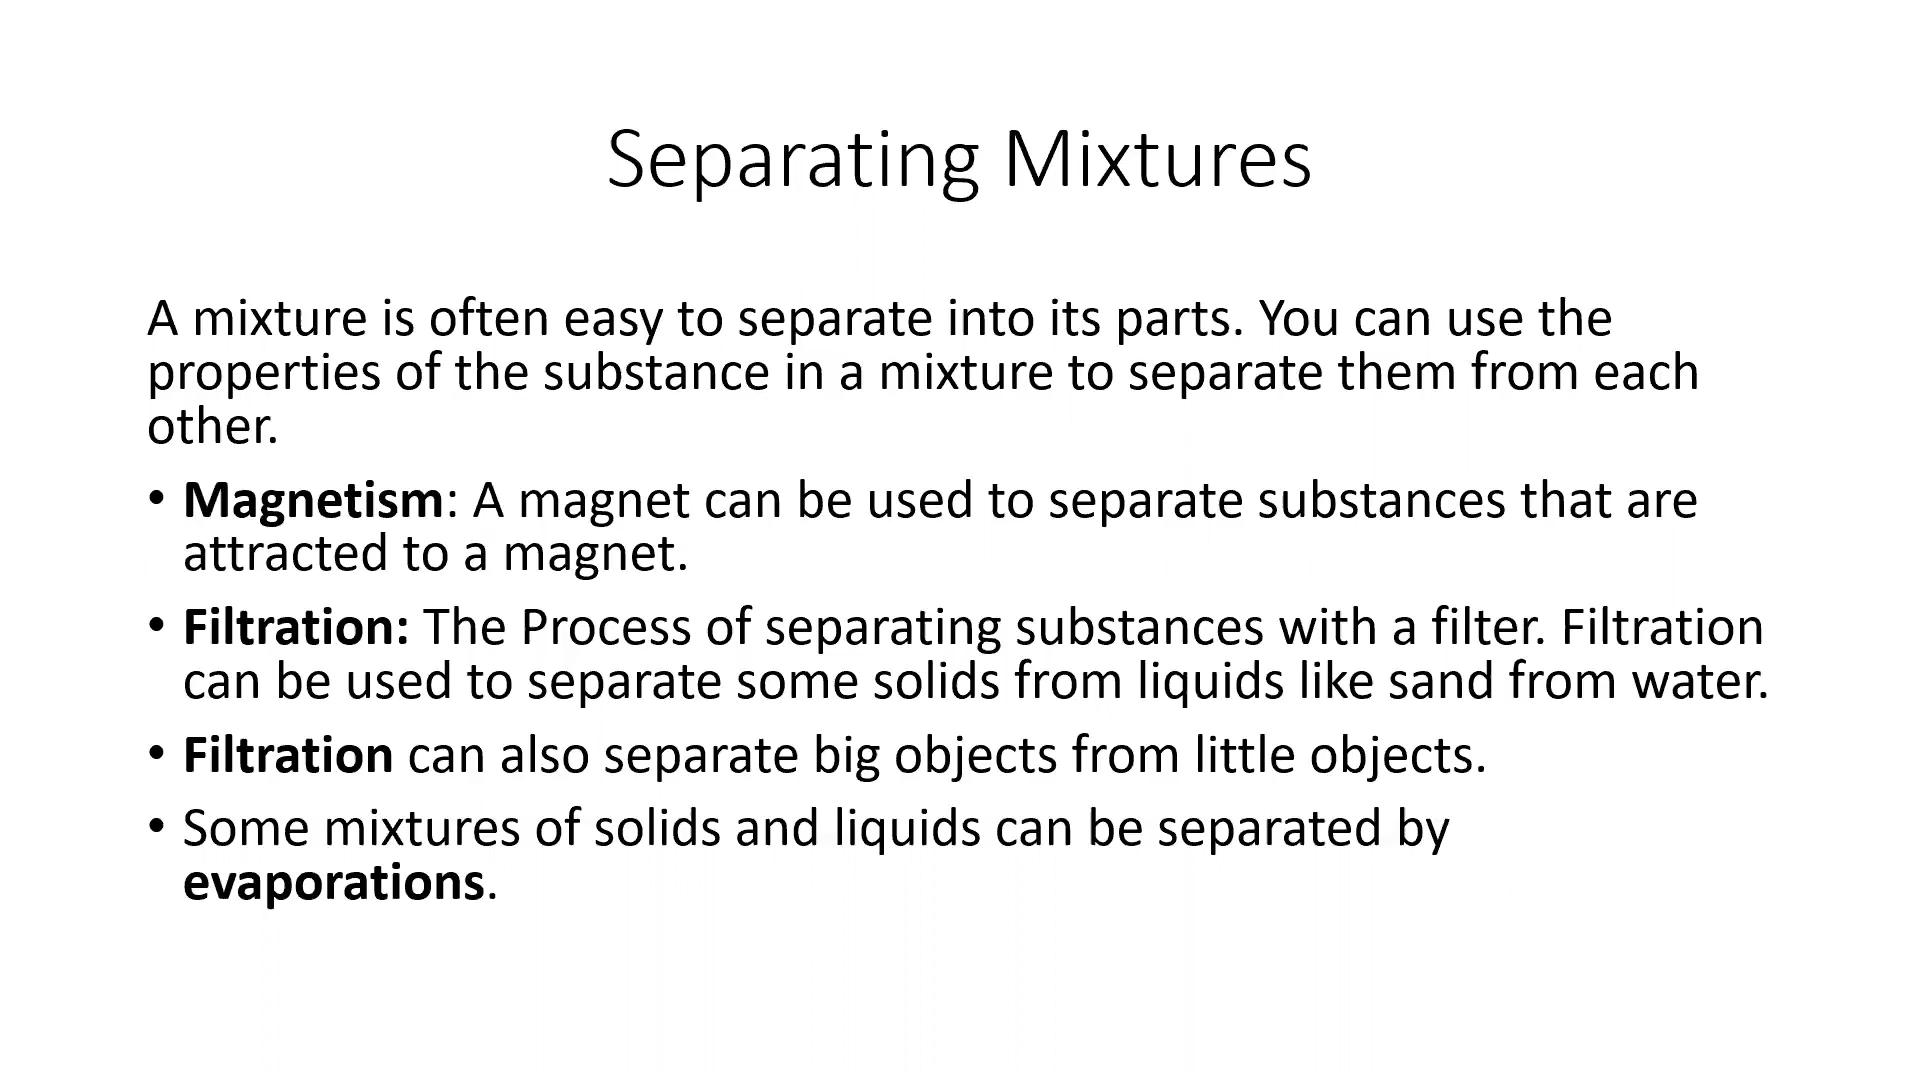 Separating Mixtures
A mixture is often easy to separate into its parts. You can use the
properties of the substance in a mixture to separate them from each
other.
• Magnetism: A magnet can be used to separate substances that are
attracted to a magnet.
• Filtration: The Process of separating substances with a filter. Filtration
can be used to separate some solids from liquids like sand from water.
• Filtration can also separate big objects from little objects.
• Some mixtures of solids and liquids can be separated by
evaporations.